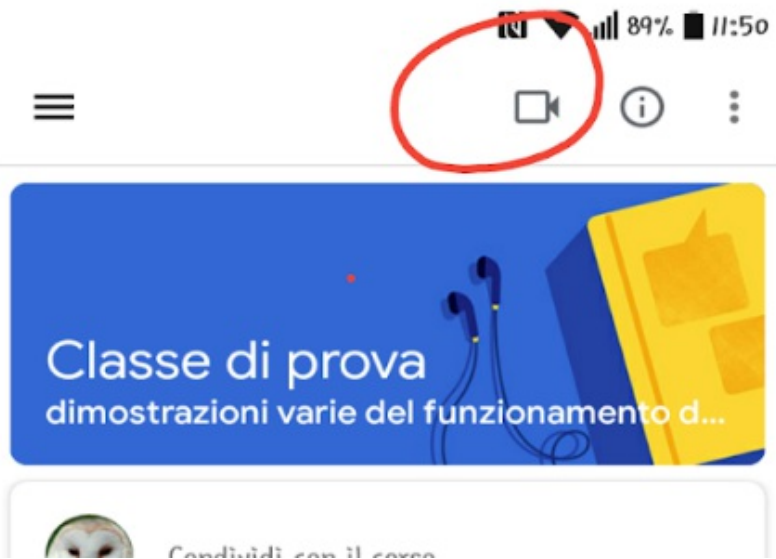 89% 11:50
Classe di prova
dimostrazioni varie del funzionamento d...
Condividi con il corso